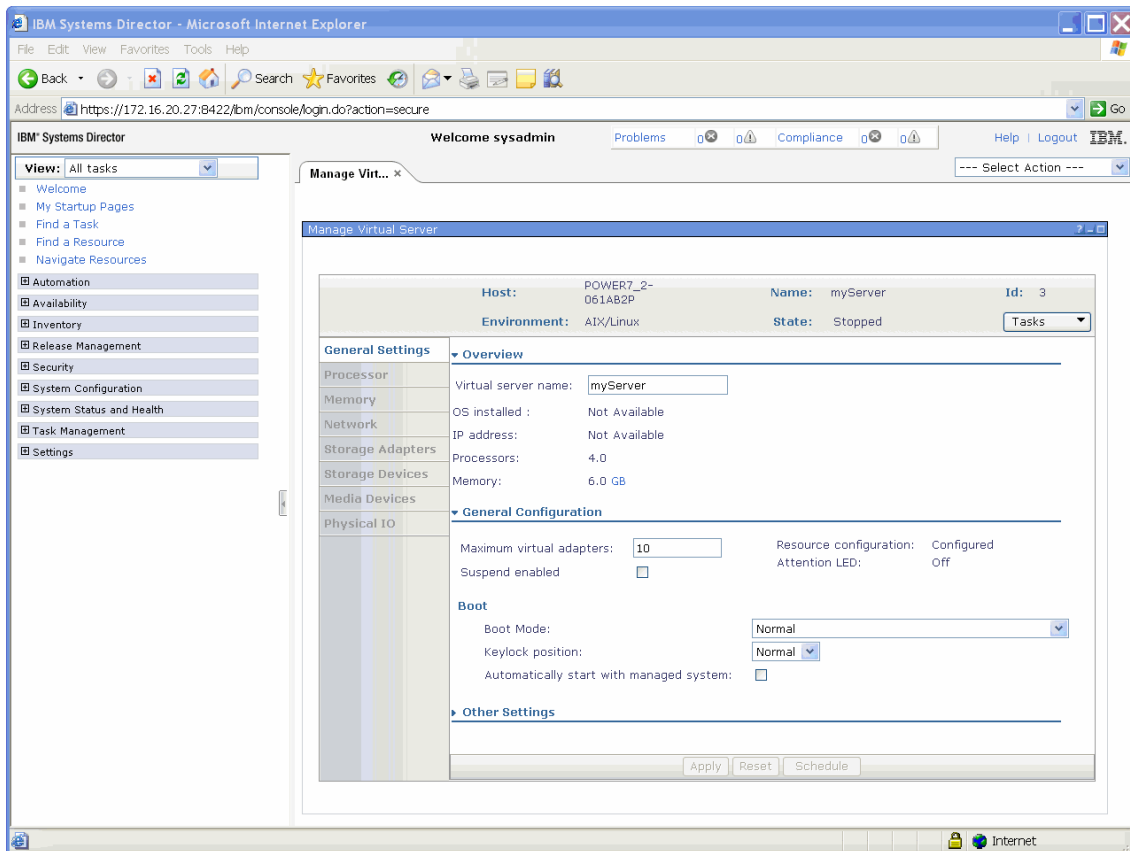 IBM Systems Director - Microsoft Internet Explorer
File Edit View Favorites Tools Help
Back Search Favorites
Address https://172.16.20.27:8422/ibm/console/login.do?action=secure Go
IBM® Systems Director Welcome sysadmin Problems 0 0 Compliance 0 0 Help | Logout IBM.
View: All tasks
Manage Virt... × --- Select Action ---
Welcome
My Startup Pages
Find a Task
Find a Resource
Navigate Resources
Automation
Availability
Inventory
Release Management
Security
System Configuration
System Status and Health
Task Management
Settings
Manage Virtual Server ?
Host: POWER7_2-
061AB2P
Name: myServer Id: 3
Environment: AIX/Linux State: Stopped Tasks
General Settings
Processor
Memory
Network
Storage Adapters
Storage Devices
Media Devices
Physical IO
Overview
Virtual server name: myServer
OS installed : Not Available
IP address: Not Available
Processors: 4.0
Memory: 6.0 GB
General Configuration
Maximum virtual adapters: 10 Resource configuration: Configured
Attention LED: Off
Suspend enabled
Boot
Boot Mode: Normal
Keylock position: Normal
Automatically start with managed system:
Other Settings
Apply Reset Schedule
Internet